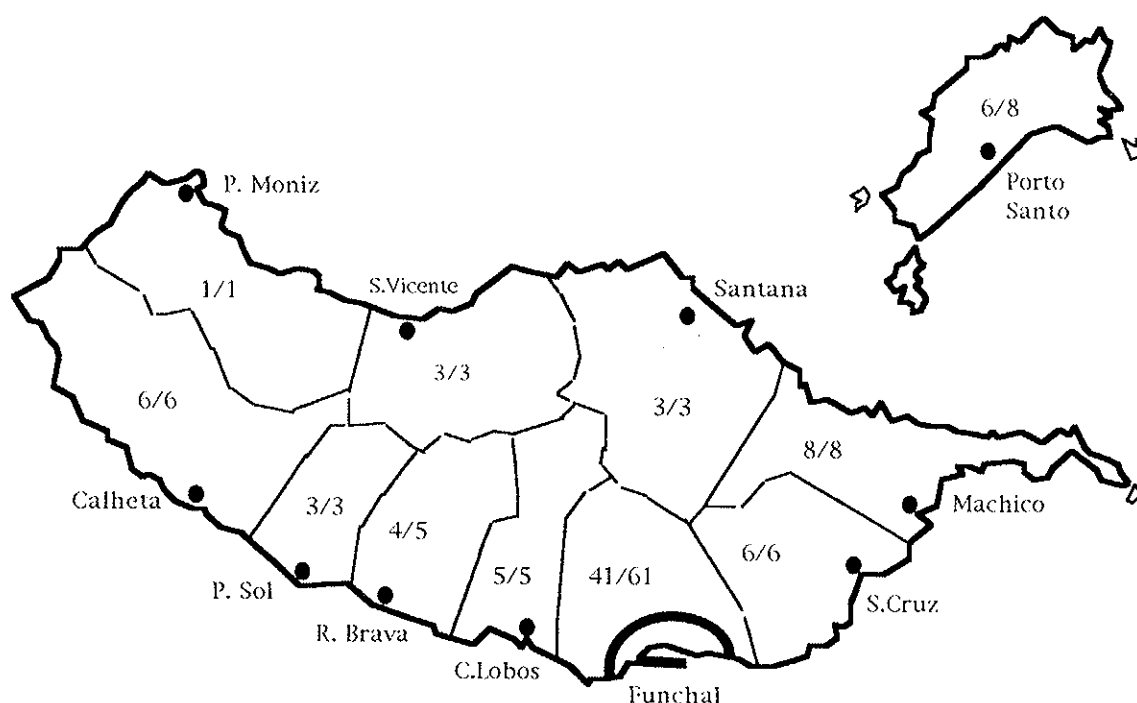 6/8
Porto
Santo
P. Moniz
1/1
S.Vicente
Santana
3/3
6/6
3/3
8/8
Calheta
3/3
4/5
Machico
5/5
41/61
6/6
P. Sol
S.Cruz
R. Brava
C.Lobos
Funchal